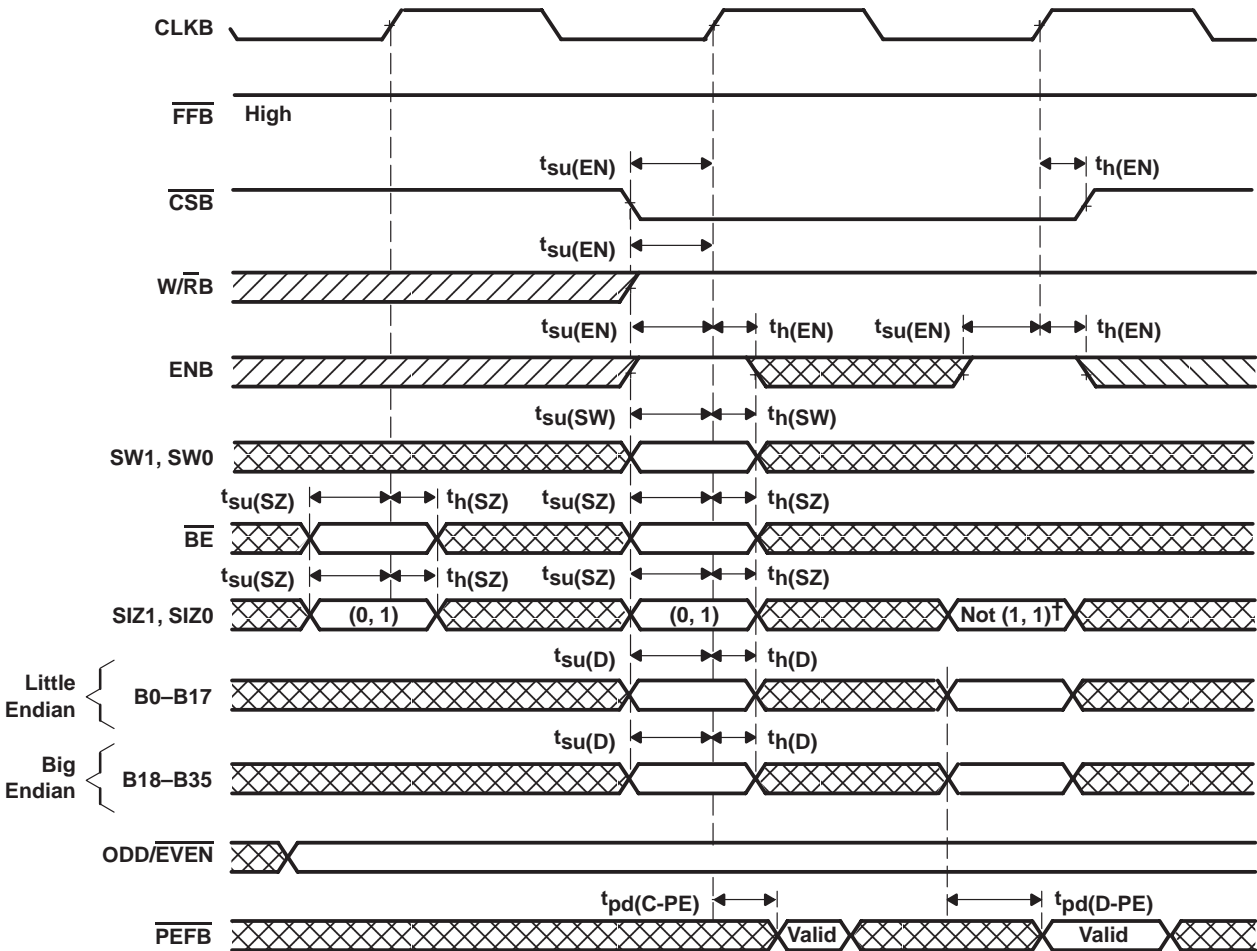 CLKB
FFB High
tsu(EN) th(EN)
CSB
tsu(EN)
W/RB
tsu(EN) th(EN) tsu(EN) th(EN)
ENB
tsu(SW) th(SW)
SW1, SW0
tsu(SZ) th(SZ) tsu(SZ) th(SZ)
BE
tsu(SZ) th(SZ) tsu(SZ) th(SZ)
SIZ1, SIZ0 (0, 1) (0, 1) Not (1, 1)†
tsu(D) th(D)
Little Endian B0–B17
tsu(D) th(D)
Big Endian B18–B35
ODD/EVEN
tpd(C-PE) tpd(D-PE)
PEFB Valid Valid